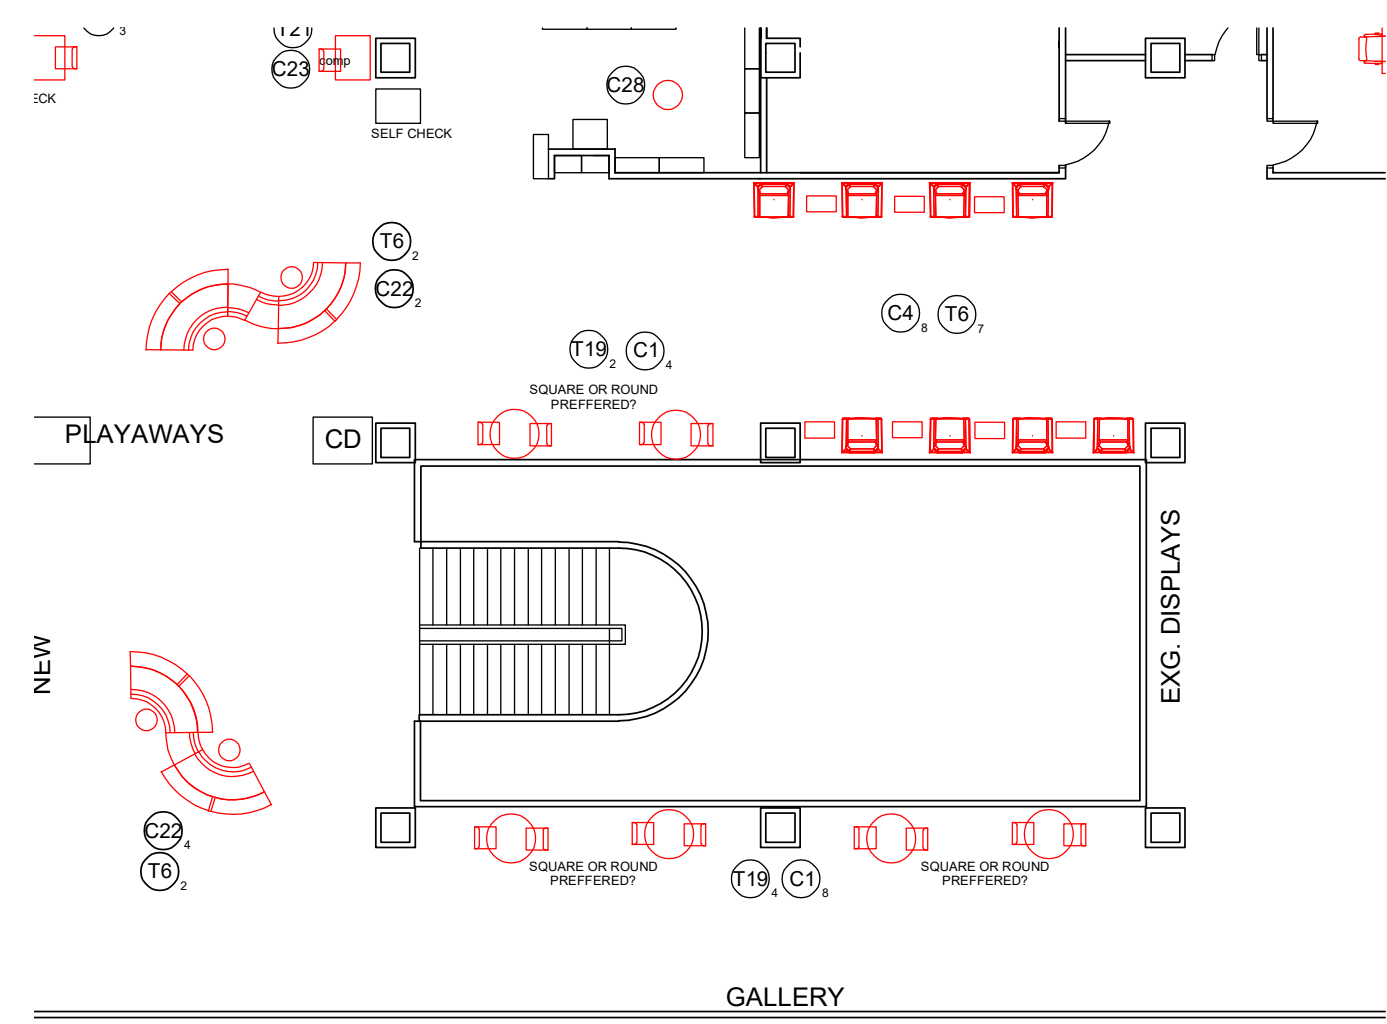 3
T21
C23
comp
ECK
SELF CHECK
C28
T6 2
C22 2
C4 8
T6 7
T19 2
C1 4
SQUARE OR ROUND
PREFFERED?
PLAYAWAYS
CD
EXG. DISPLAYS
NEW
C22 4
T6 2
SQUARE OR ROUND
PREFFERED?
T19 4
C1 8
SQUARE OR ROUND
PREFFERED?
GALLERY